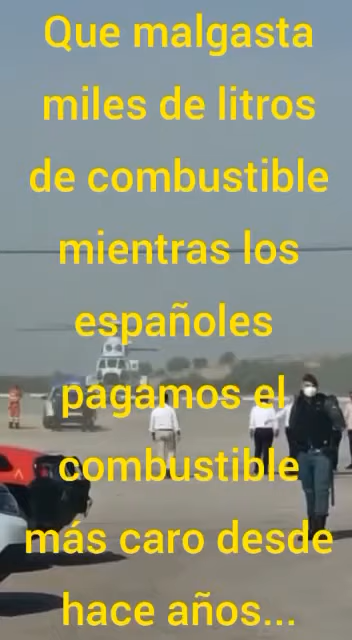 Que malgasta
miles de litros
de combustible
mientras los
españoles
pagamos el
combustible
más caro desde
hace años...